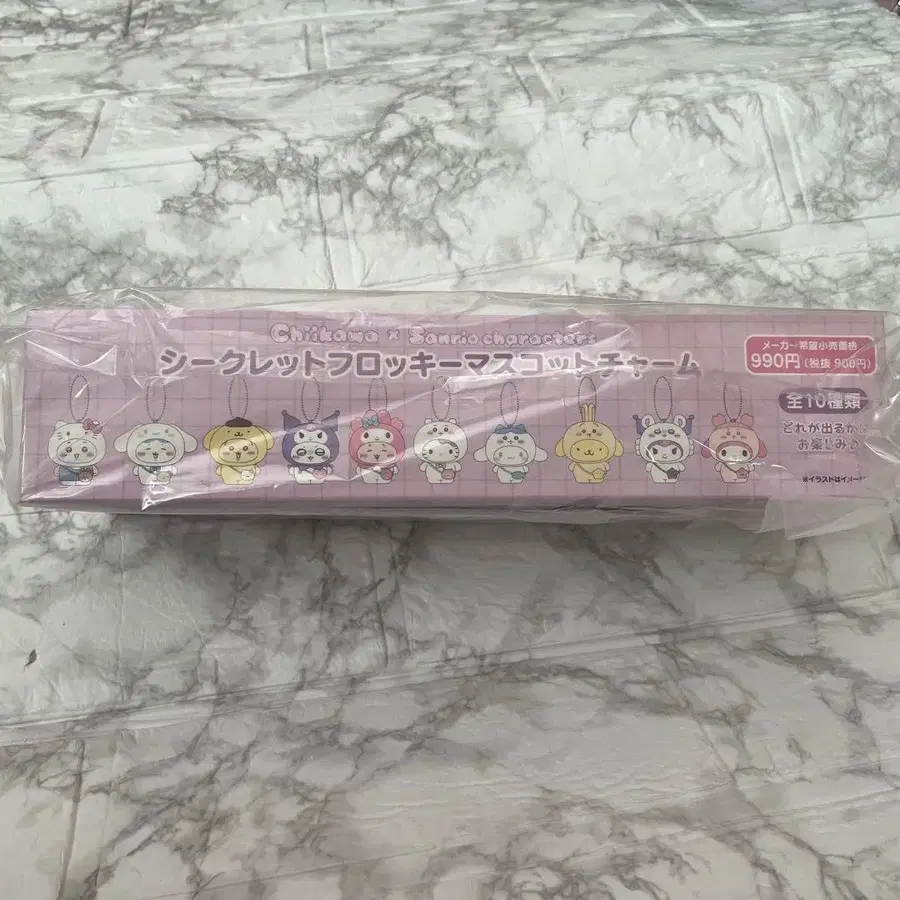 Chiikawa × Sanrio characters
シークレットフロッキーマスコットチャーム
メーカー希望小売価格
990円(税抜 900円)
全10種類
どれが出るかは
お楽しみ♪
※イラストはイメージ